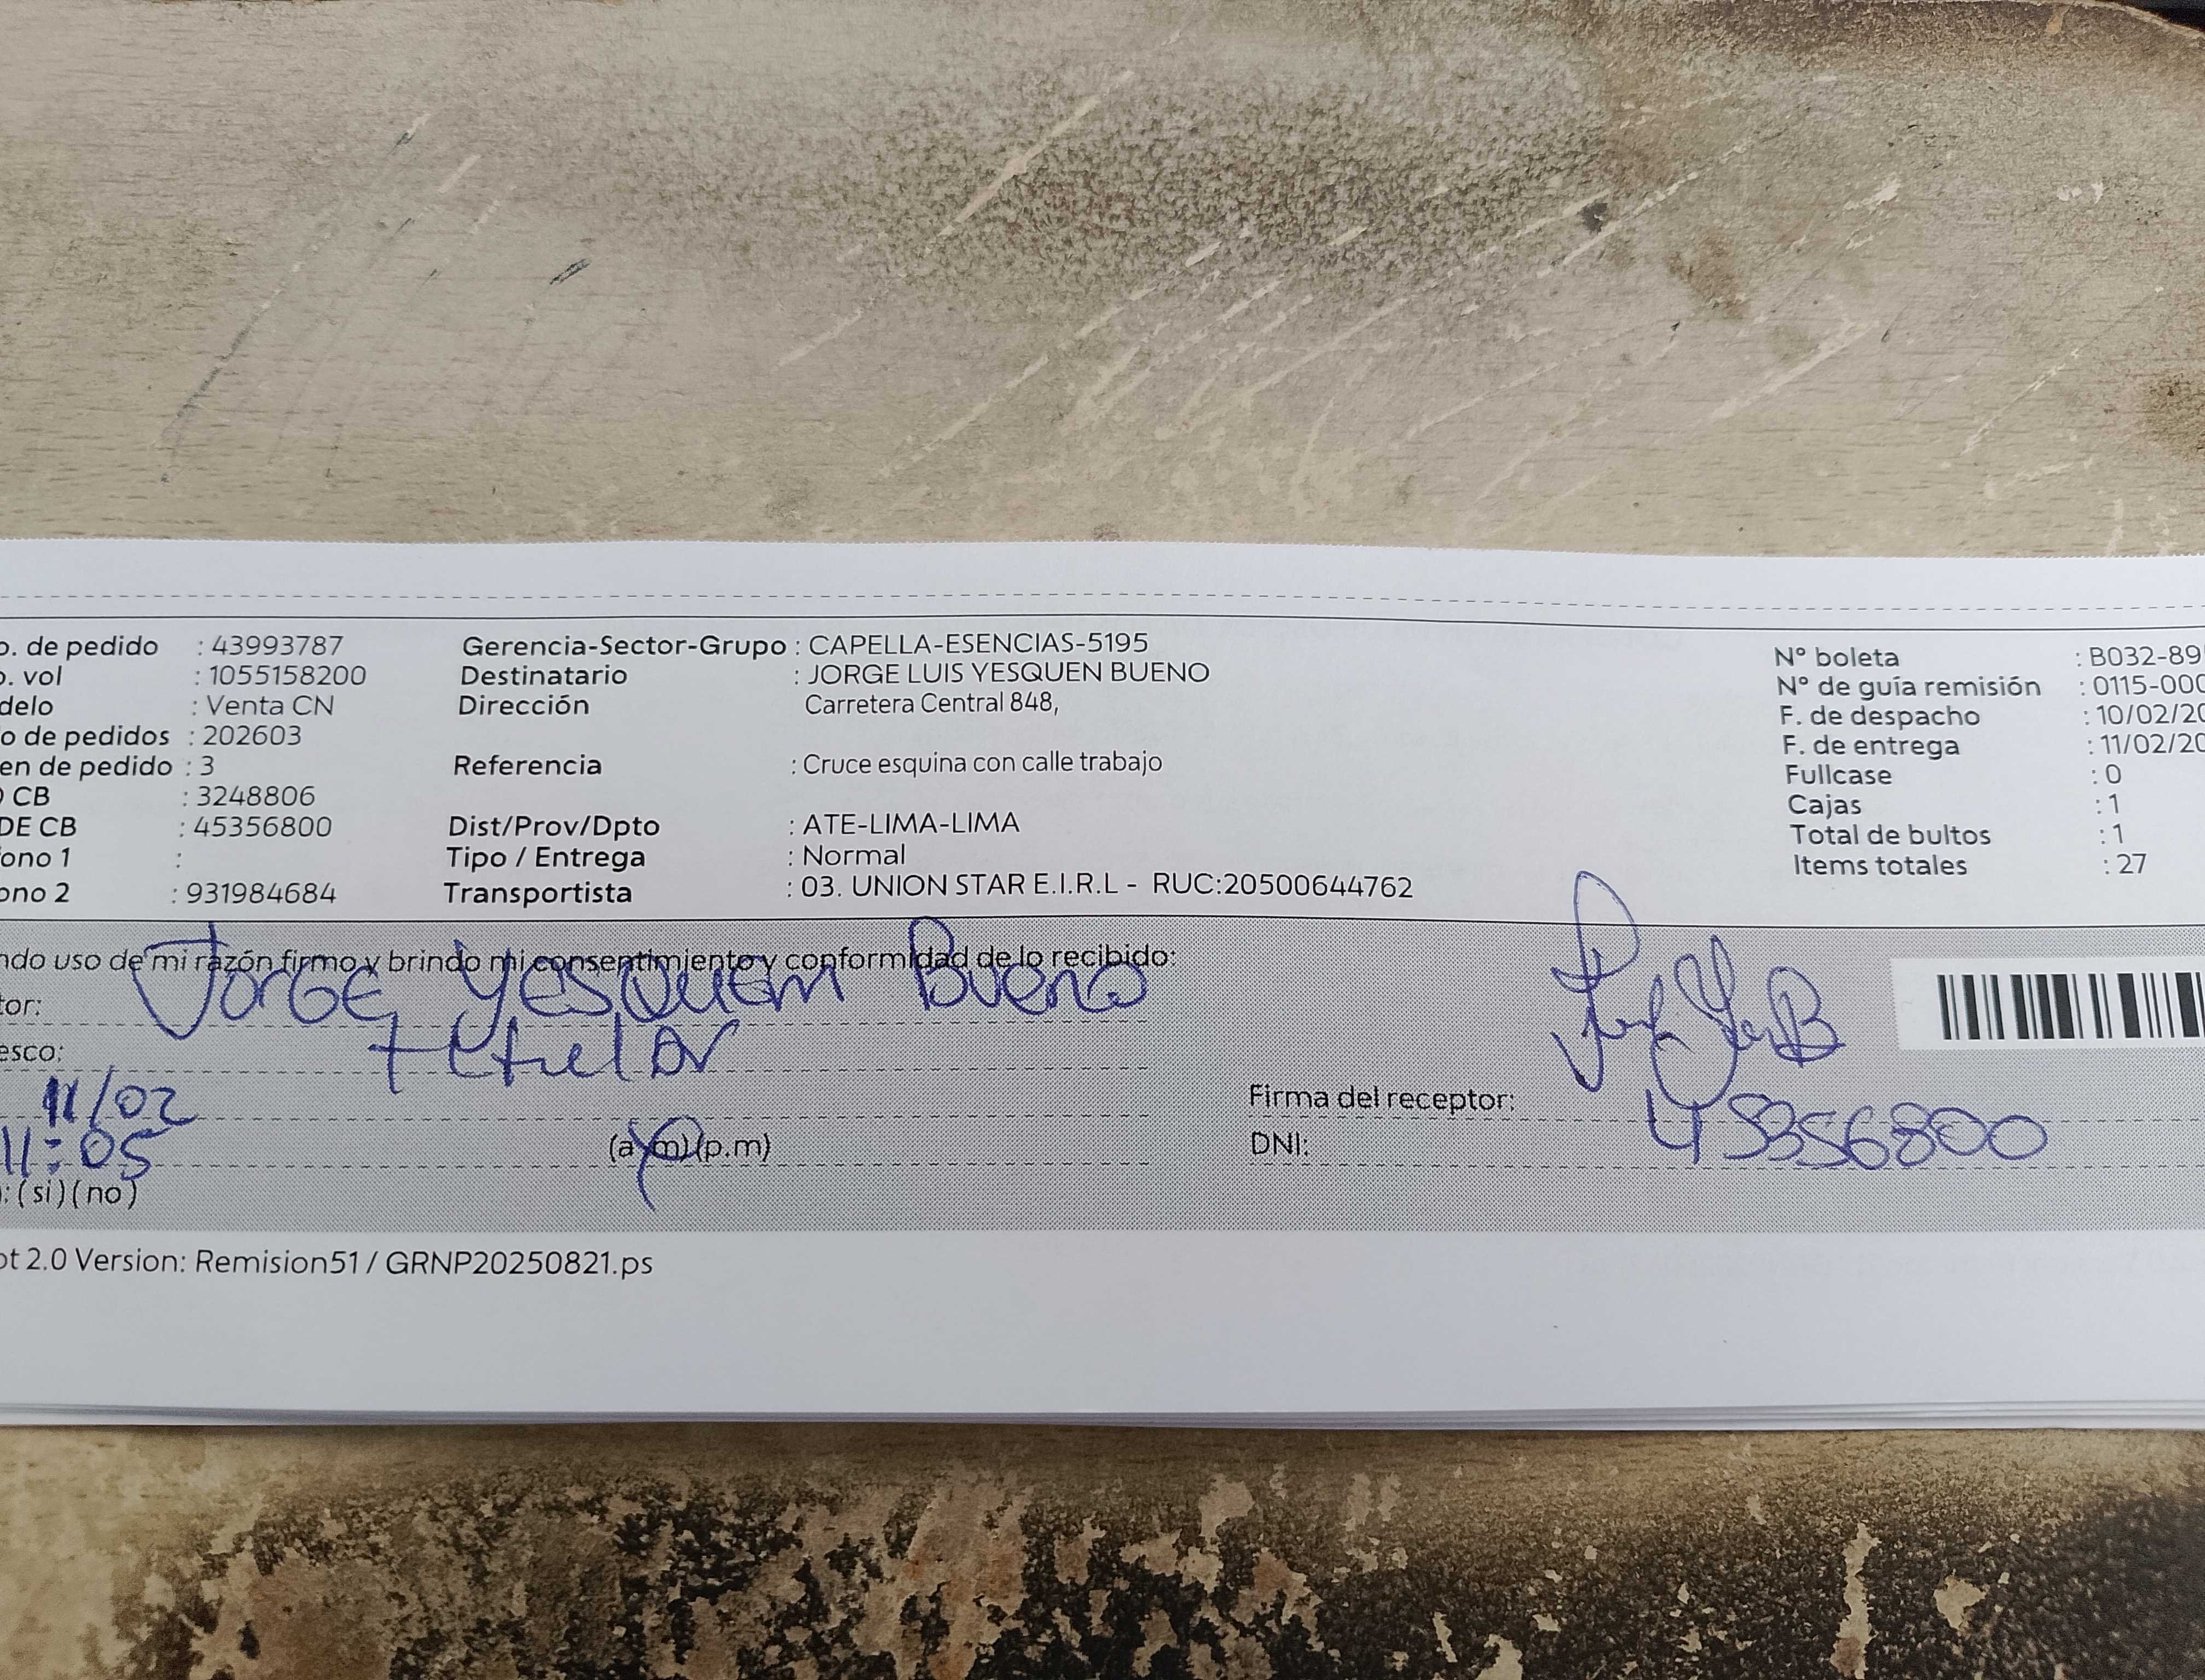 o. de pedido : 43993787 Gerencia-Sector-Grupo : CAPELLA-ESENCIAS-5195 N° boleta : B032-89
o. vol : 1055158200 Destinatario : JORGE LUIS YESQUEN BUENO N° de guía remisión : 0115-000
delo : Venta CN Dirección Carretera Central 848, F. de despacho : 10/02/20
o de pedidos : 202603 F. de entrega : 11/02/20
en de pedido : 3 Referencia : Cruce esquina con calle trabajo Fullcase : 0
CB : 3248806 Cajas : 1
DE CB : 45356800 Dist/Prov/Dpto : ATE-LIMA-LIMA Total de bultos : 1
ono 1 : Tipo / Entrega : Normal Items totales : 27
ono 2 : 931984684 Transportista : 03. UNION STAR E.I.R.L - RUC:20500644762
ndo uso de mi razón firmo y brindo mi consentimiento y conformidad de lo recibido:
tor: JorGE YESQUEN BUENO
esco: titular
11/02 Firma del receptor:
11:05 (a.m)(p.m) DNI: 45356800
: (si)(no)
ot 2.0 Version: Remision51 / GRNP20250821.ps